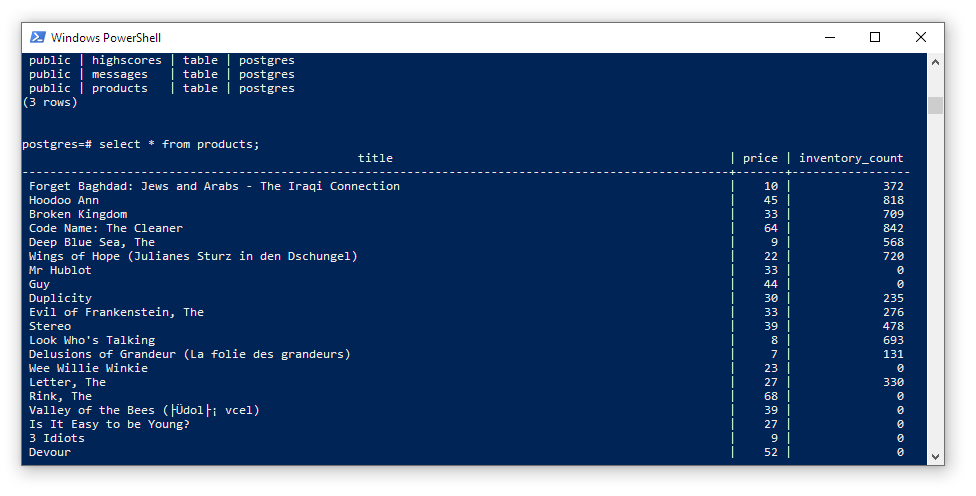 Windows PowerShell
public | highscores | table | postgres
public | messages   | table | postgres
public | products   | table | postgres
(3 rows)
postgres=# select * from products;
title | price | inventory_count
Forget Baghdad: Jews and Arabs - The Iraqi Connection | 10 | 372
Hoodoo Ann | 45 | 818
Broken Kingdom | 33 | 709
Code Name: The Cleaner | 64 | 842
Deep Blue Sea, The | 9 | 568
Wings of Hope (Julianes Sturz in den Dschungel) | 22 | 720
Mr Hublot | 33 | 0
Guy | 44 | 0
Duplicity | 30 | 235
Evil of Frankenstein, The | 33 | 276
Stereo | 39 | 478
Look Who's Talking | 8 | 693
Delusions of Grandeur (La folie des grandeurs) | 7 | 131
Wee Willie Winkie | 23 | 0
Letter, The | 27 | 330
Rink, The | 68 | 0
Valley of the Bees (├Üdol├¡ vcel) | 39 | 0
Is It Easy to be Young? | 27 | 0
3 Idiots | 9 | 0
Devour | 52 | 0